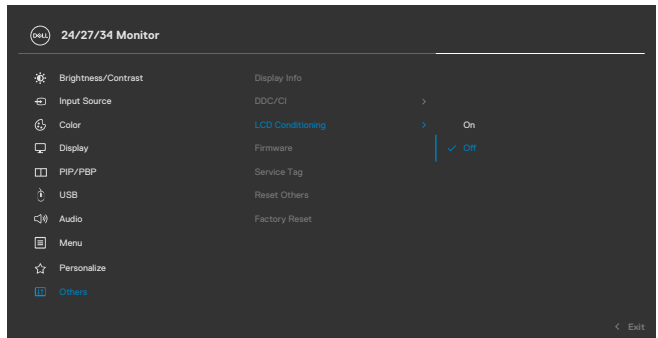 DELL
24/27/34 Monitor
Brightness/Contrast
Display Info
Input Source
DDC/CI
Color
LCD Conditioning
On
Display
Firmware
Off
PIP/PBP
Service Tag
USB
Reset Others
Audio
Factory Reset
Menu
Personalize
Others
Exit